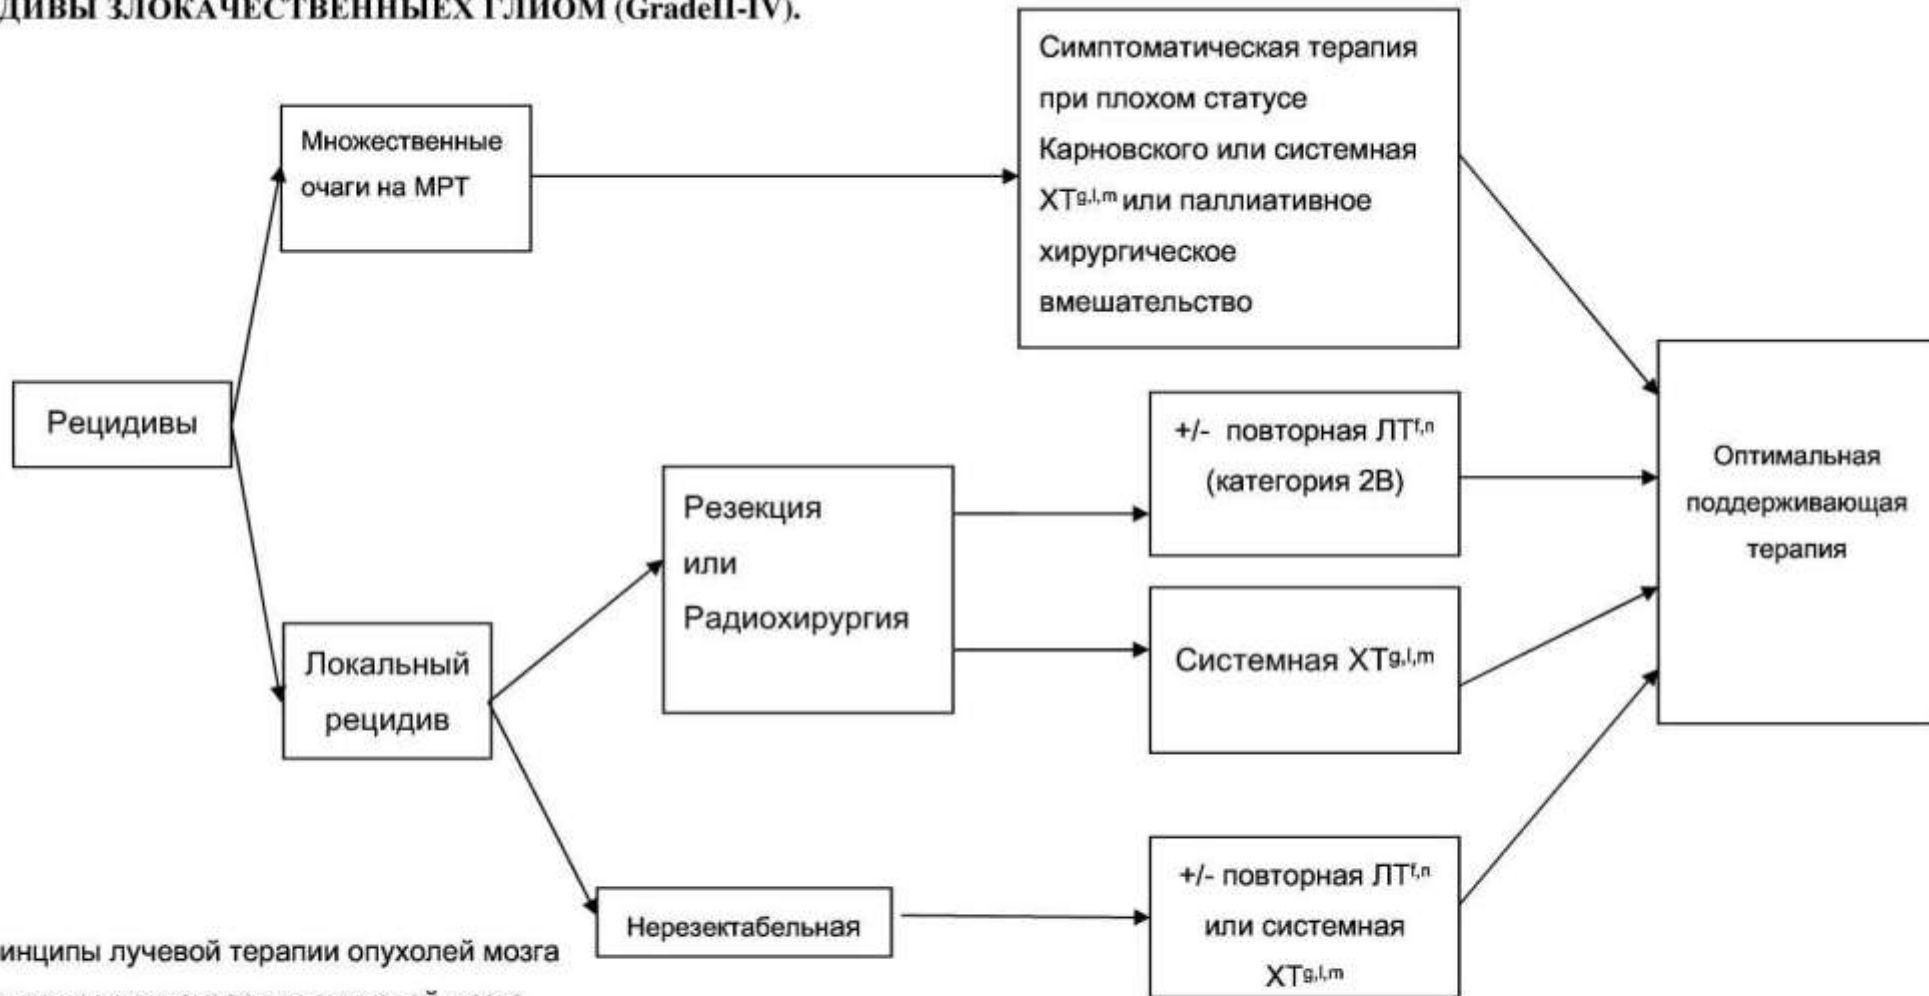 ДИВЫ ЗЛОКАЧЕСТВЕННЫЕХ ГЛИОМ (GradeII-IV).
Симптоматическая терапия
при плохом статусе
Карновского или системная
ХТg,l,m или паллиативное
хирургическое
вмешательство
Множественные
очаги на МРТ
Рецидивы
Локальный
рецидив
Резекция
или
Радиохирургия
+/- повторная ЛТf,n
(категория 2В)
Системная ХТg,l,m
Нерезектабельная
+/- повторная ЛТf,n
или системная
ХТg,l,m
Оптимальная
поддерживающая
терапия
инципы лучевой терапии опухолей мозга